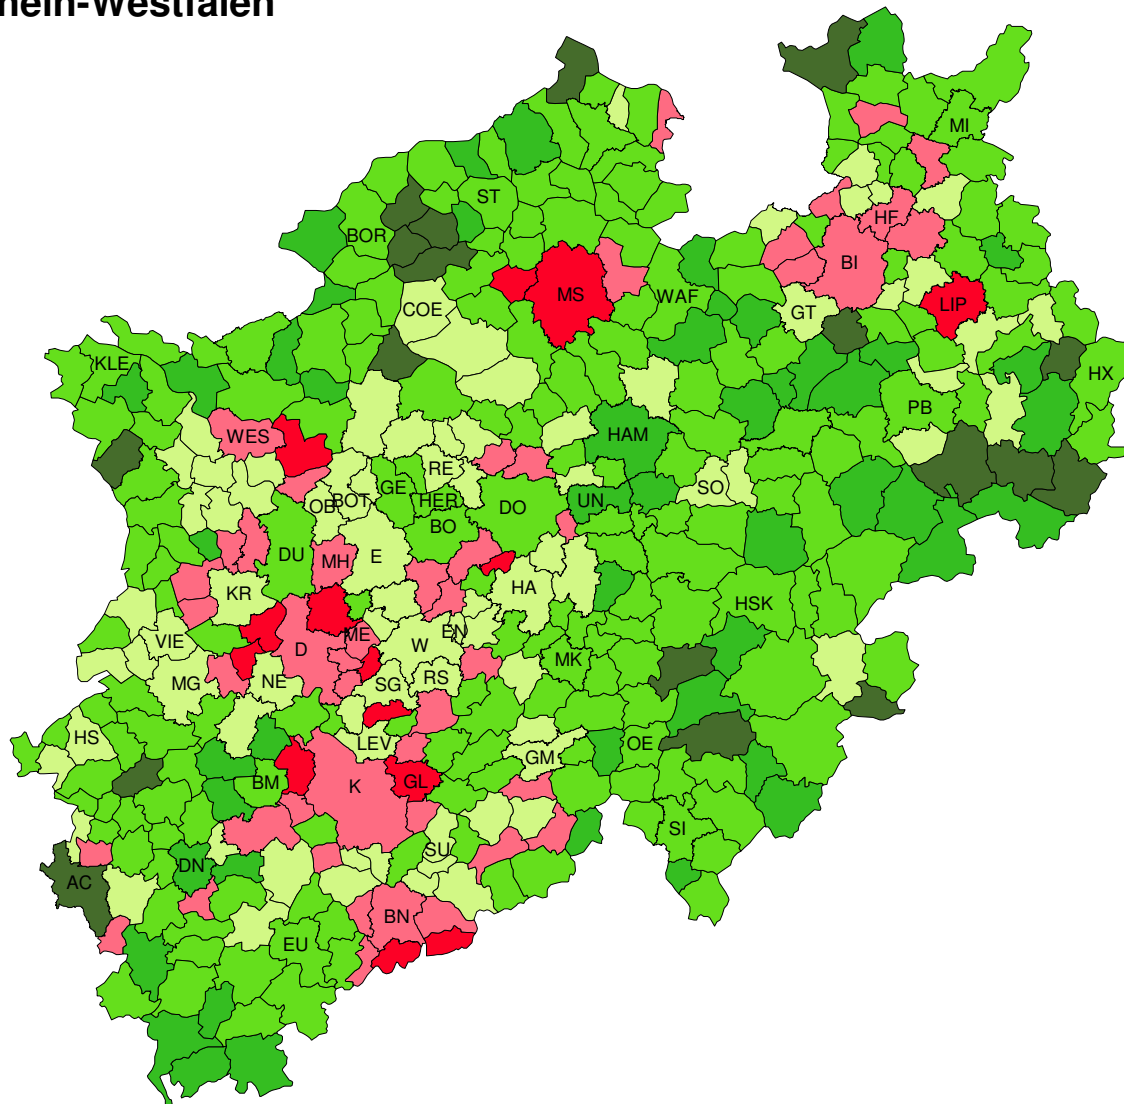 hein-Westfalen
MI
ST
HF
BOR
BI
MS
WAF
LIP
COE
GT
KLE
HX
PB
WES
HAM
RE
GE
SO
BOT
OB
HER
UN
DO
BO
DU
MH
E
HA
KR
HSK
EN
ME
VIE
W
D
MK
RS
MG
NE
SG
HS
LEV
OE
GM
BM
GL
K
SI
SU
DN
AC
BN
EU